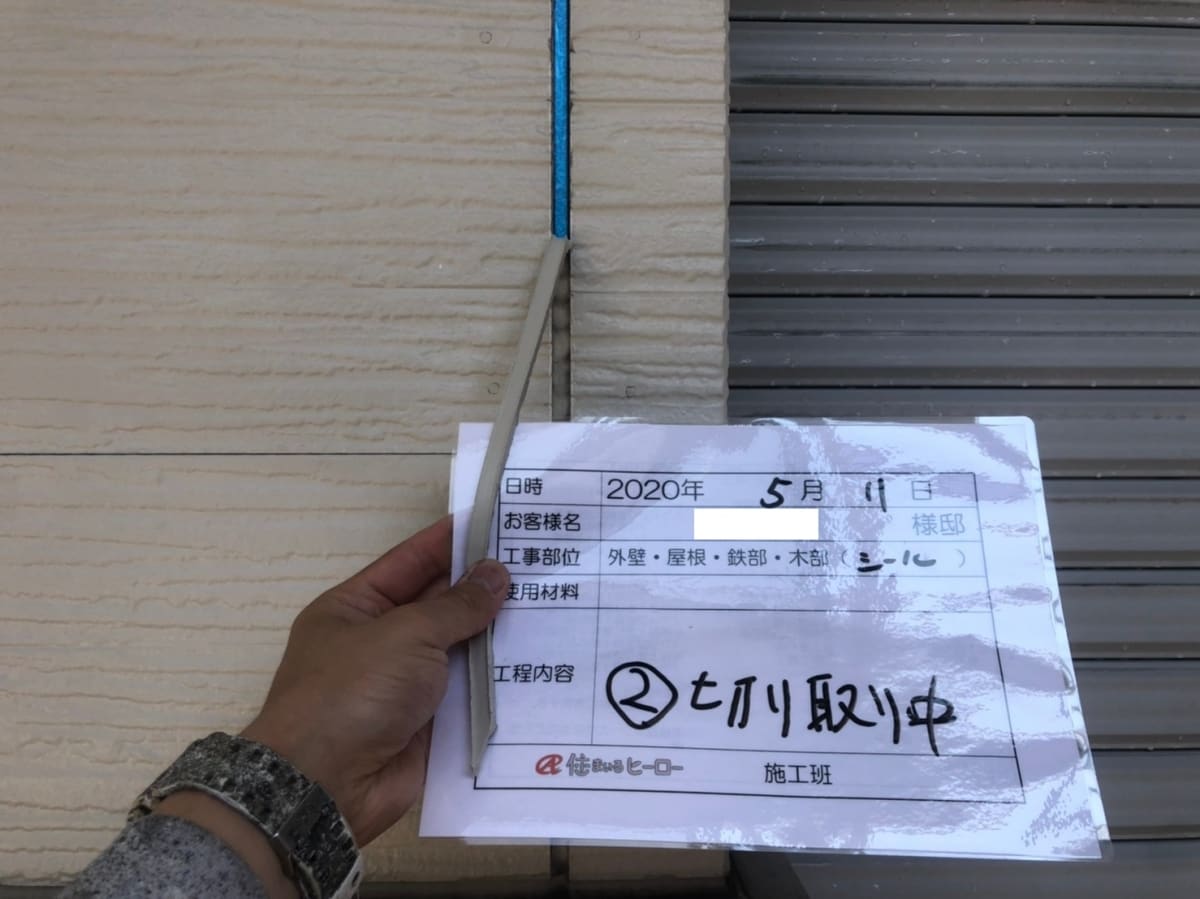 日時 2020年 5月 11日
お客様名 様邸
工事部位 外壁・屋根・鉄部・木部（シール）
使用材料
工程内容 ②切り取り中
住まいるヒーロー 施工班